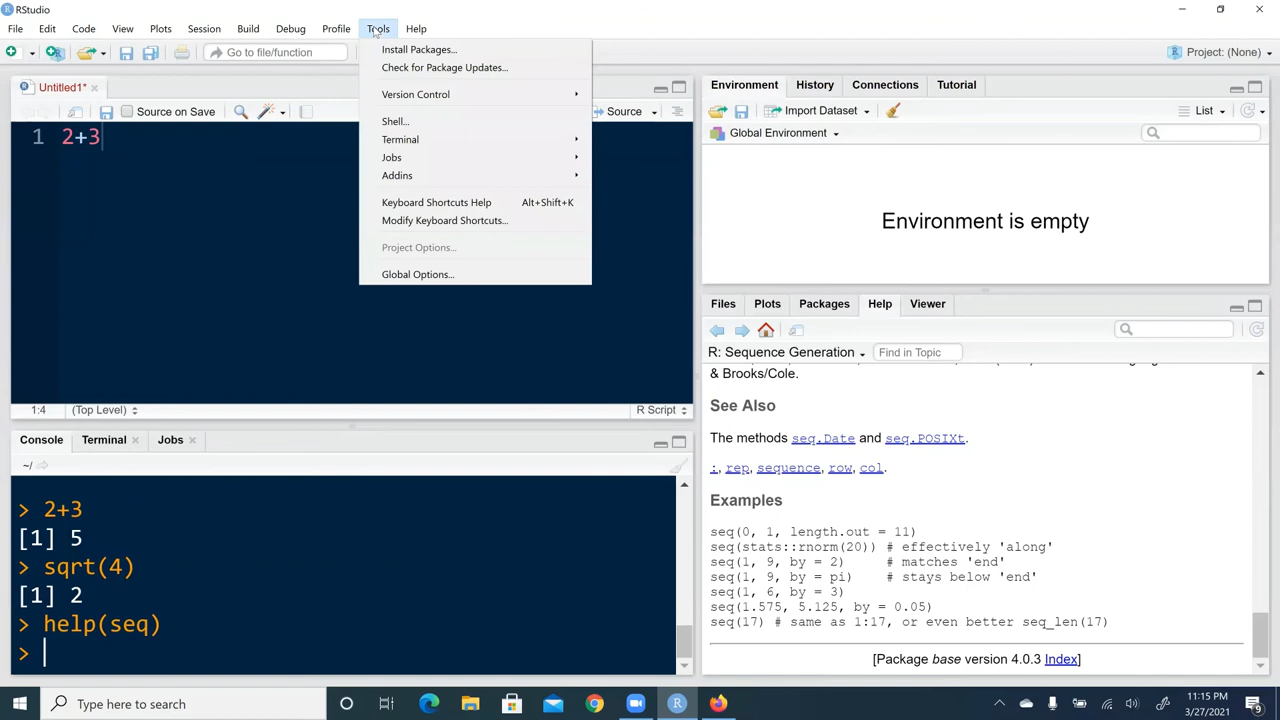 RStudio
File Edit Code View Plots Session Build Debug Profile Tools Help
Go to file/function
Project: (None)
Install Packages...
Check for Package Updates...
Version Control
Shell...
Terminal
Jobs
Addins
Keyboard Shortcuts Help Alt+Shift+K
Modify Keyboard Shortcuts...
Project Options...
Global Options...
Untitled1*
Source on Save
Source
1 2+3
1:4 (Top Level) R Script
Console Terminal Jobs
~/
> 2+3
[1] 5
> sqrt(4)
[1] 2
> help(seq)
>
Environment History Connections Tutorial
Import Dataset List
Global Environment
Environment is empty
Files Plots Packages Help Viewer
R: Sequence Generation Find in Topic
& Brooks/Cole.
See Also
The methods seq.Date and seq.POSIXt.
:, rep, sequence, row, col.
Examples
seq(0, 1, length.out = 11)
seq(stats::rnorm(20)) # effectively 'along'
seq(1, 9, by = 2) # matches 'end'
seq(1, 9, by = pi) # stays below 'end'
seq(1, 6, by = 3)
seq(1.575, 5.125, by = 0.05)
seq(17) # same as 1:17, or even better seq_len(17)
[Package base version 4.0.3 Index]
Type here to search
11:15 PM
3/27/2021